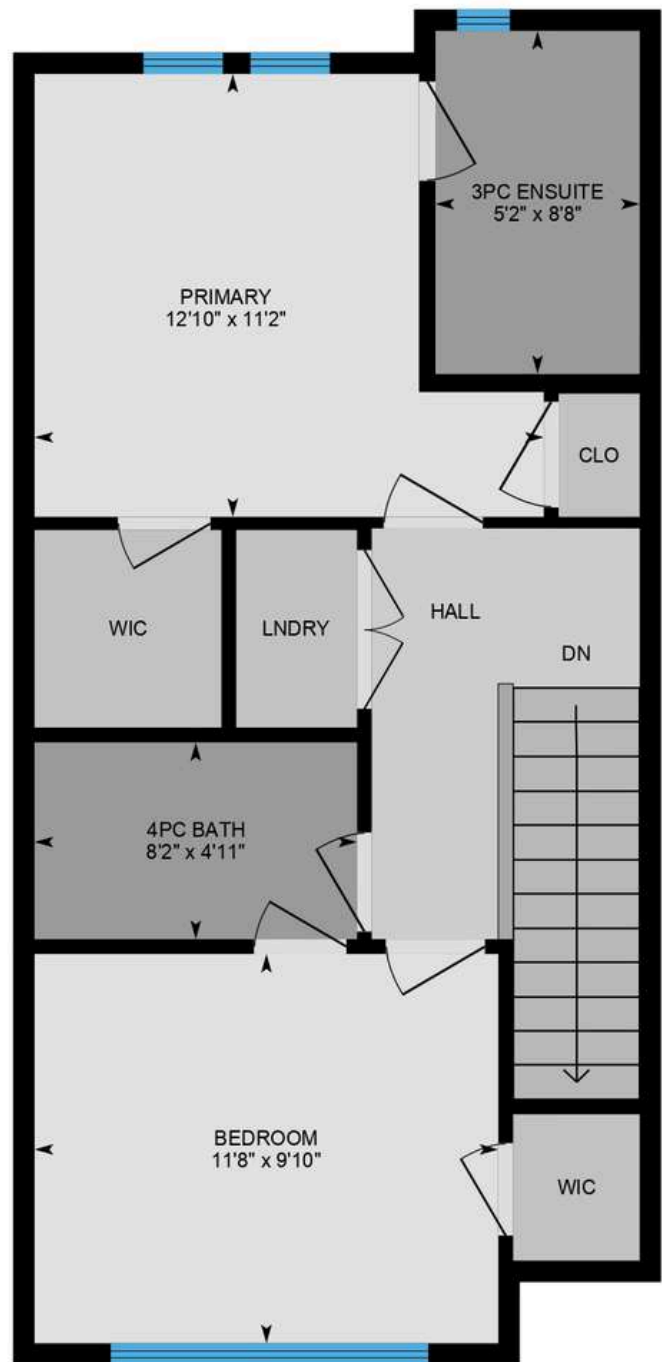 3PC ENSUITE
5'2" x 8'8"
PRIMARY
12'10" x 11'2"
CLO
WIC
LNDRY
HALL
DN
4PC BATH
8'2" x 4'11"
BEDROOM
11'8" x 9'10"
WIC